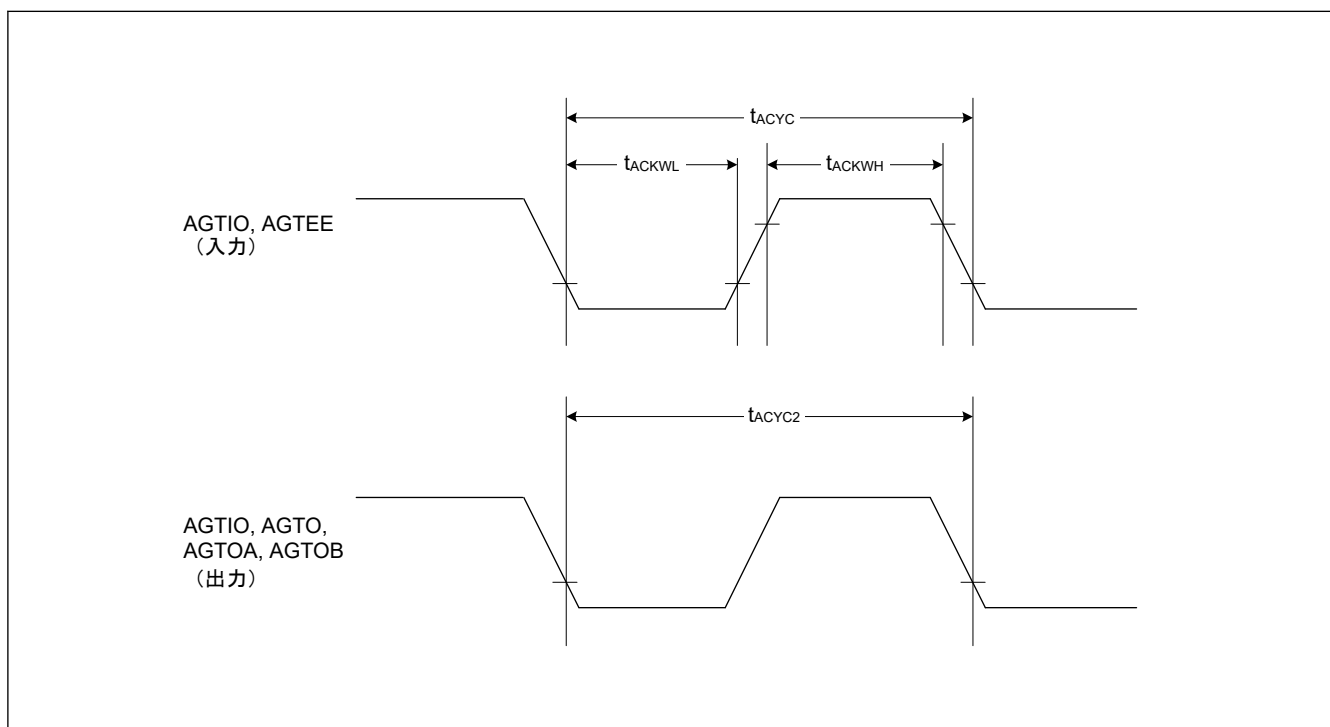 tACYC
tACKWL
tACKWH
AGTIO, AGTEE
（入力）
tACYC2
AGTIO, AGTO,
AGTOA, AGTOB
（出力）